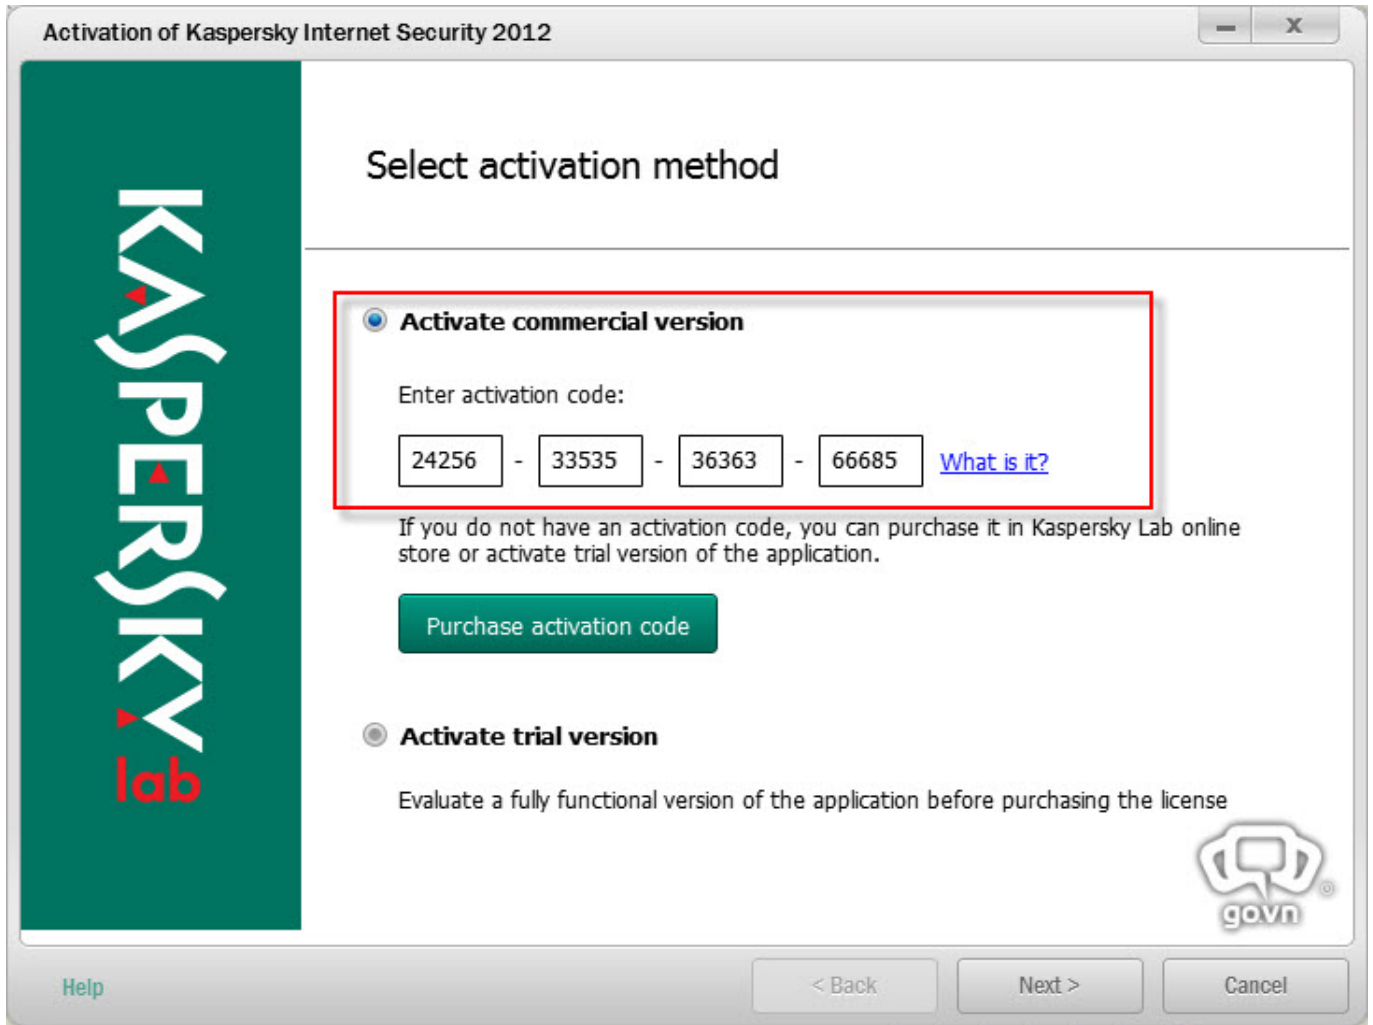 Activation of Kaspersky Internet Security 2012
X
KASPERSKY lab
Select activation method
Activate commercial version
Enter activation code:
24256 - 33535 - 36363 - 66685 What is it?
If you do not have an activation code, you can purchase it in Kaspersky Lab online
store or activate trial version of the application.
Purchase activation code
Activate trial version
Evaluate a fully functional version of the application before purchasing the license
go.vn
®
Help
< Back
Next >
Cancel